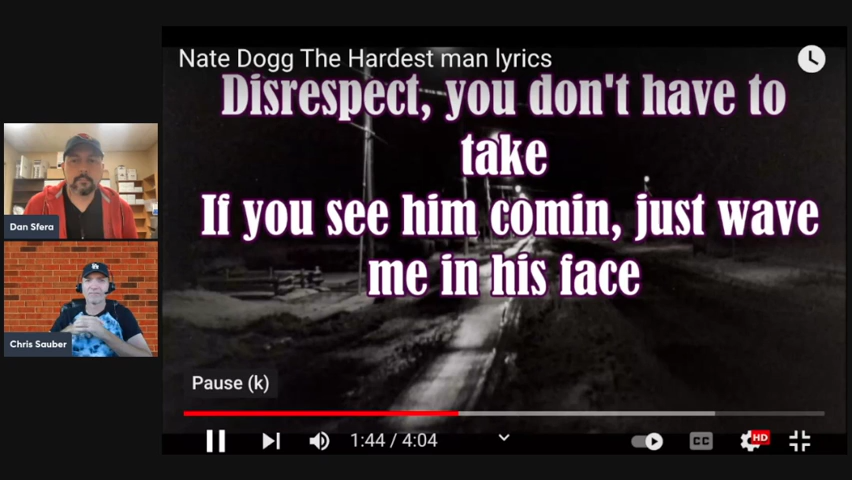 Nate Dogg The Hardest man lyrics
Disrespect, you don't have to
take
If you see him comin, just wave
me in his face
Dan Sfera
Chris Sauber
Pause (k)
1:44 / 4:04
CC
HD